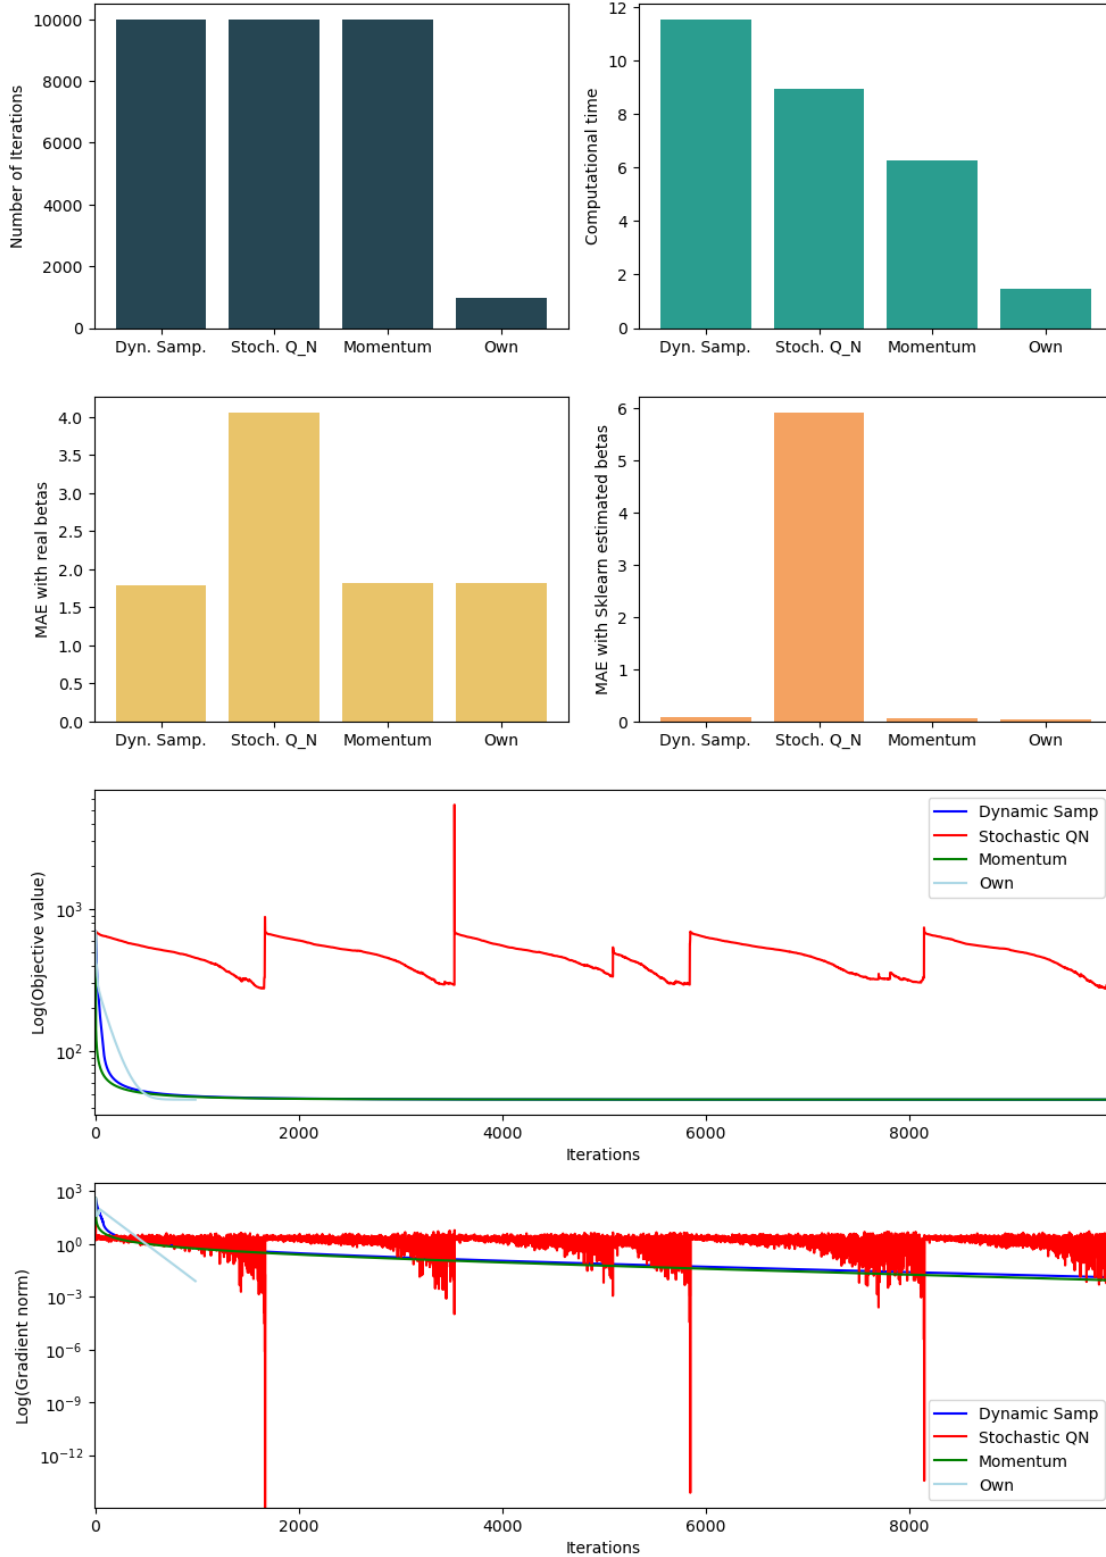 Number of Iterations
10000
8000
6000
4000
2000
0
Dyn. Samp.
Stoch. Q_N
Momentum
Own
Computational time
12
10
8
6
4
2
0
Dyn. Samp.
Stoch. Q_N
Momentum
Own
MAE with real betas
4.0
3.5
3.0
2.5
2.0
1.5
1.0
0.5
0.0
Dyn. Samp.
Stoch. Q_N
Momentum
Own
MAE with Sklearn estimated betas
6
5
4
3
2
1
0
Dyn. Samp.
Stoch. Q_N
Momentum
Own
Log(Objective value)
10³
10²
Dynamic Samp
Stochastic QN
Momentum
Own
0
2000
4000
6000
8000
Iterations
Log(Gradient norm)
10³
10⁰
10⁻³
10⁻⁶
10⁻⁹
10⁻¹²
Dynamic Samp
Stochastic QN
Momentum
Own
0
2000
4000
6000
8000
Iterations